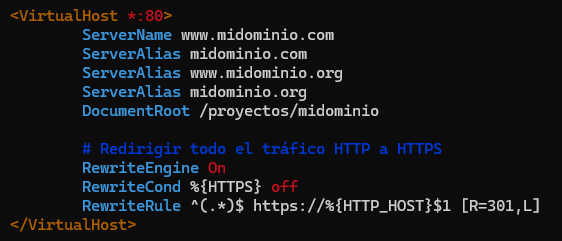 <VirtualHost *:80>
ServerName www.midominio.com
ServerAlias midominio.com
ServerAlias www.midominio.org
ServerAlias midominio.org
DocumentRoot /proyectos/midominio
# Redirigir todo el tráfico HTTP a HTTPS
RewriteEngine On
RewriteCond %{HTTPS} off
RewriteRule ^(.*)$ https://%{HTTP_HOST}$1 [R=301,L]
</VirtualHost>